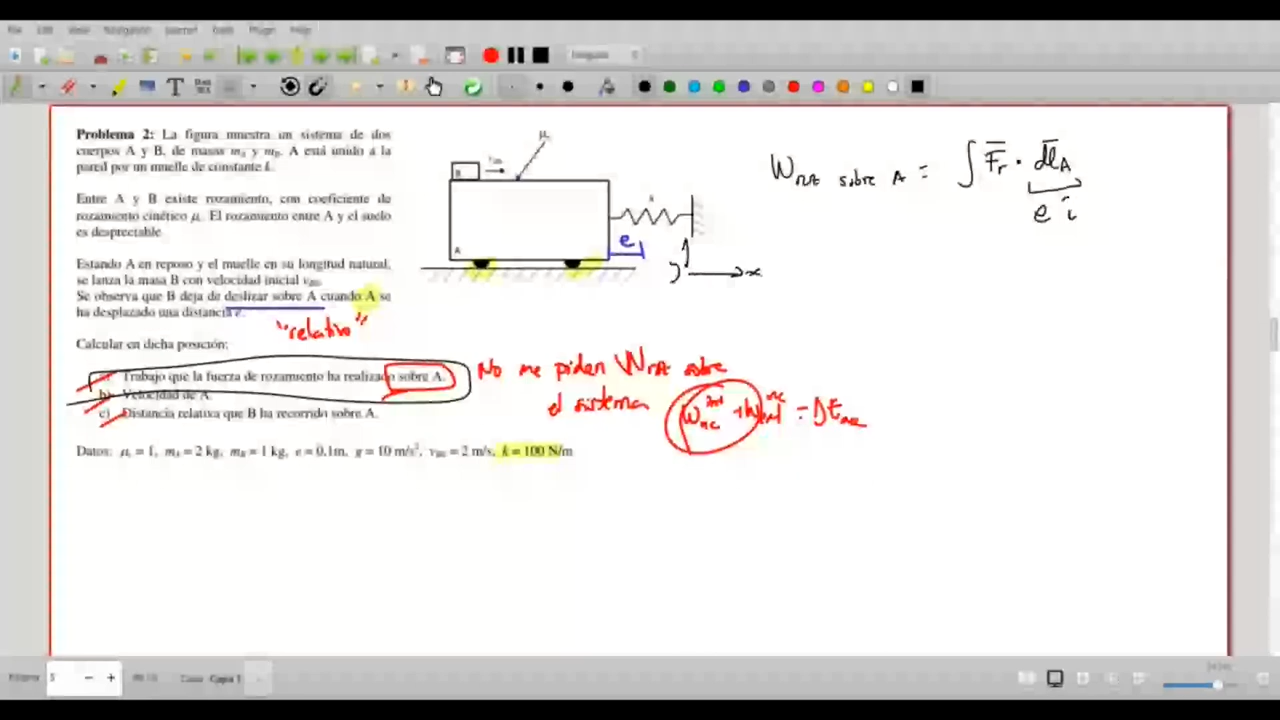 Problema 2: La figura muestra un sistema de dos
cuerpos A y B, de masas mA y mB. A está unido a la
pared por un muelle de constante k.
Entre A y B existe rozamiento, con coeficiente de
rozamiento cinético μ. El rozamiento entre A y el suelo
es despreciable.
Estando A en reposo y el muelle en su longitud natural,
se lanza la masa B con velocidad inicial vB0.
Se observa que B deja de deslizar sobre A cuando A se
ha desplazado una distancia e.
"relativo"
Calcular en dicha posición:
Trabajo que la fuerza de rozamiento ha realizado sobre A.
b) Velocidad de A.
c) Distancia relativa que B ha recorrido sobre A.
Datos: μ = 1, mA = 2 kg, mB = 1 kg, e = 0.1m, g = 10 m/s², vB0 = 2 m/s, k = 100 N/m
B
A
e
x
sobre A = ∫ F̄r · dl̄A
e i
No me piden W sobre
el sistema
Página
Capa 1